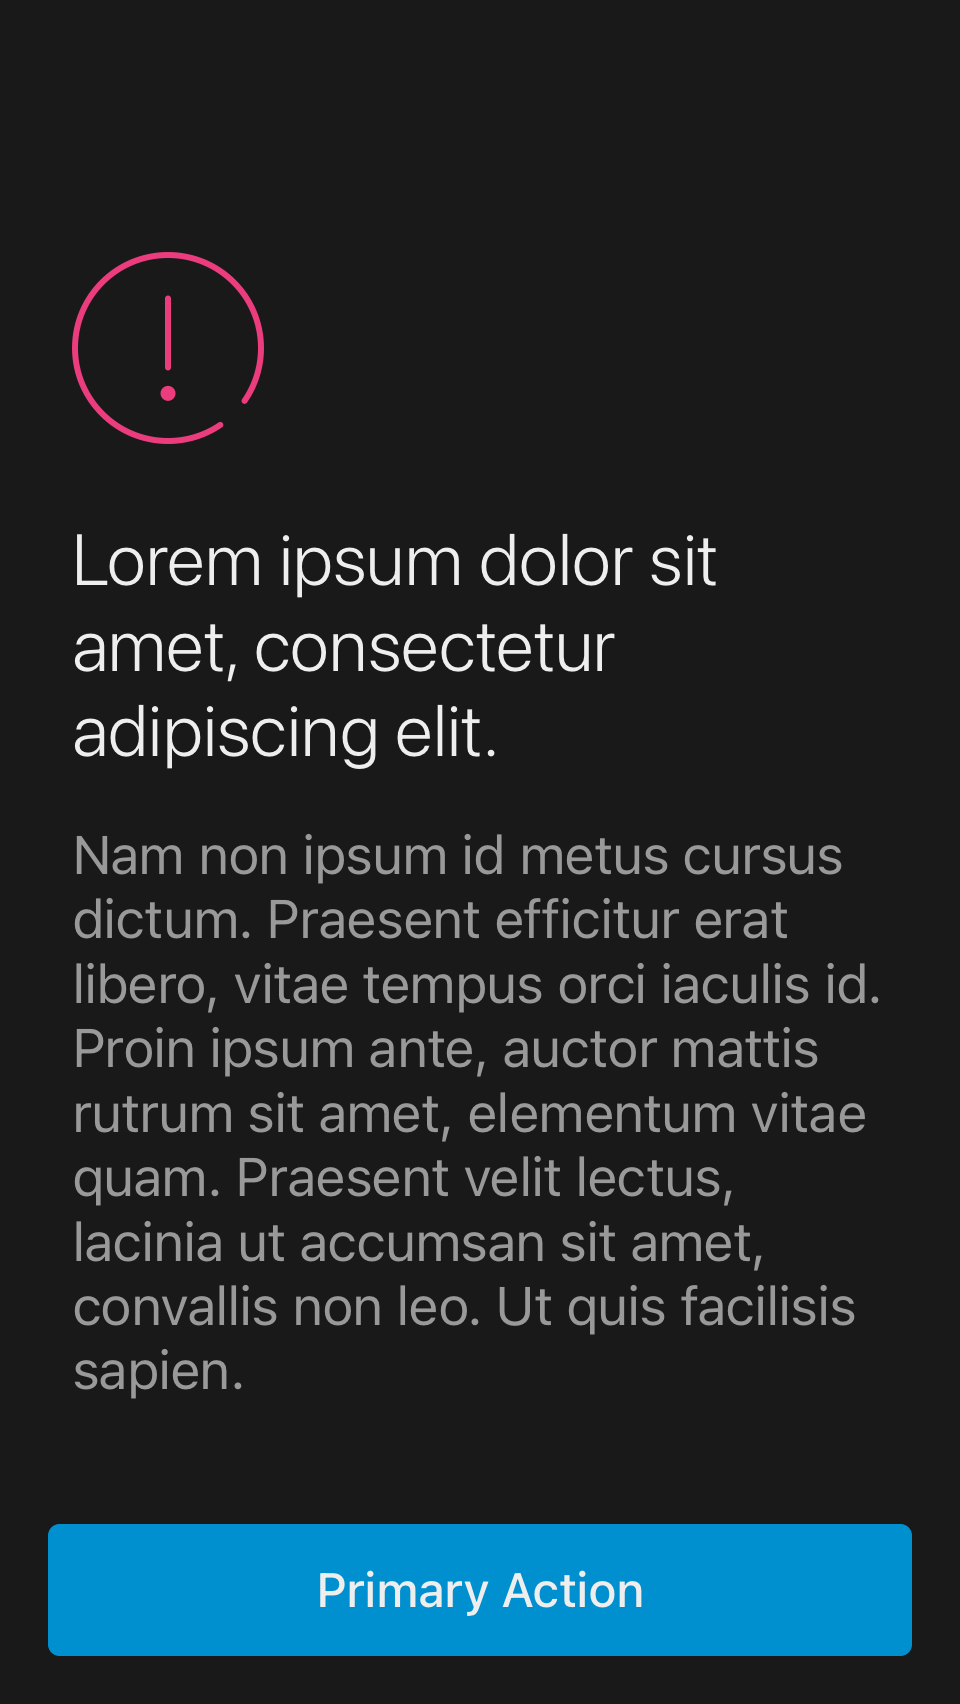 Lorem ipsum dolor sit
amet, consectetur
adipiscing elit.
Nam non ipsum id metus cursus
dictum. Praesent efficitur erat
libero, vitae tempus orci iaculis id.
Proin ipsum ante, auctor mattis
rutrum sit amet, elementum vitae
quam. Praesent velit lectus,
lacinia ut accumsan sit amet,
convallis non leo. Ut quis facilisis
sapien.
Primary Action